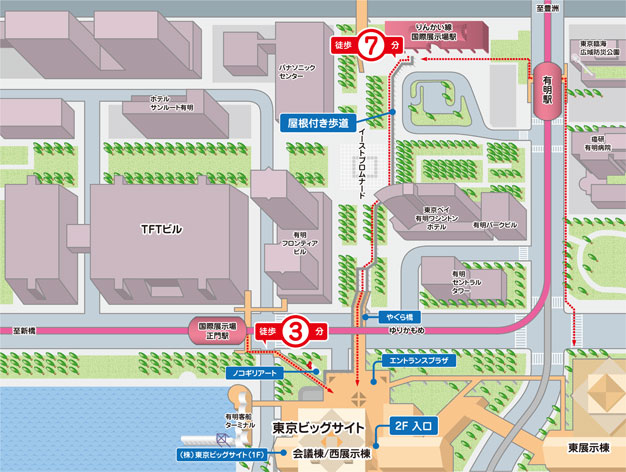 至豊洲
りんかい線
国際展示場駅
徒歩 7 分
東京臨海
広域防災公園
パナソニック
センター
有明駅
ホテル
サンルート有明
屋根付き歩道
癌研
有明病院
イーストプロムナード
東京ベイ
有明ワシントン
ホテル
有明パークビル
TFTビル
有明
フロンティア
ビル
有明
セントラル
タワー
やぐら橋
至新橋
国際展示場
正門駅
徒歩 3 分
ゆりかもめ
エントランスプラザ
ノコギリアート
有明客船
ターミナル
東京ビッグサイト
2F 入口
(株)東京ビッグサイト(1F)
会議棟/西展示棟
東展示棟